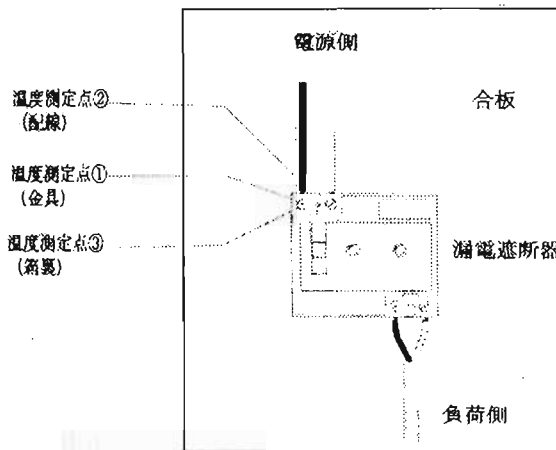 電源側
合板
温度測定点②
(配線)
温度測定点①
(金具)
温度測定点③
(箱裏)
漏電遮断器
負荷側